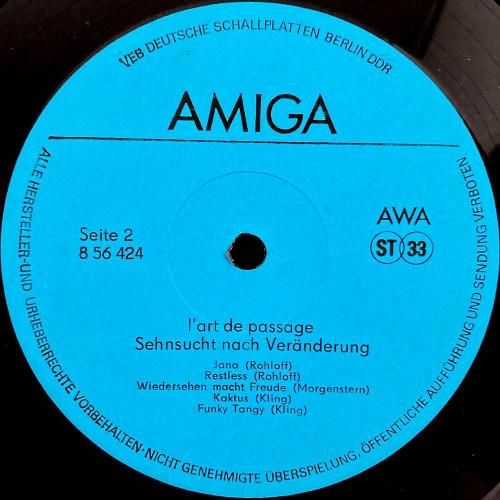 VEB DEUTSCHE SCHALLPLATTEN BERLIN DDR
AMIGA
Seite 2
8 56 424
AWA
ST 33
l'art de passage
Sehnsucht nach Veränderung
Jana (Rohloff)
Restless (Rohloff)
Wiedersehen macht Freude (Morgenstern)
Kaktus (Kling)
Funky Tangy (Kling)
ALLE HERSTELLER-UND URHEBERRECHTE VORBEHALTEN·NICHT GENEHMIGTE ÜBERSPIELUNG, ÖFFENTLICHE AUFFÜHRUNG UND SENDUNG VERBOTEN